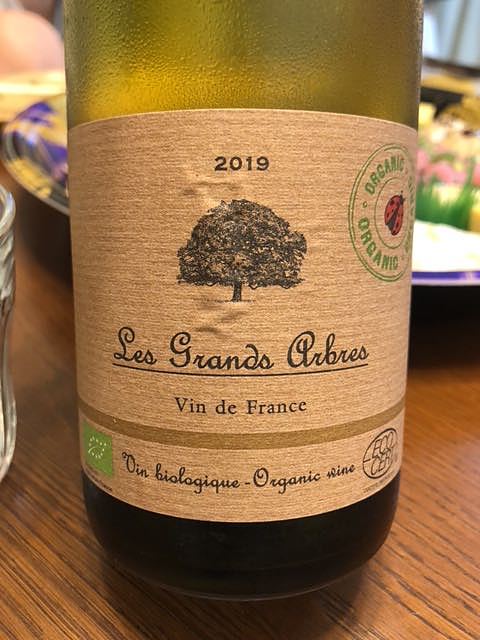 2019
ORGANIC
ORGANIC
Les Grands Arbres
Vin de France
Vin biologique - Organic wine
ECO
CERT